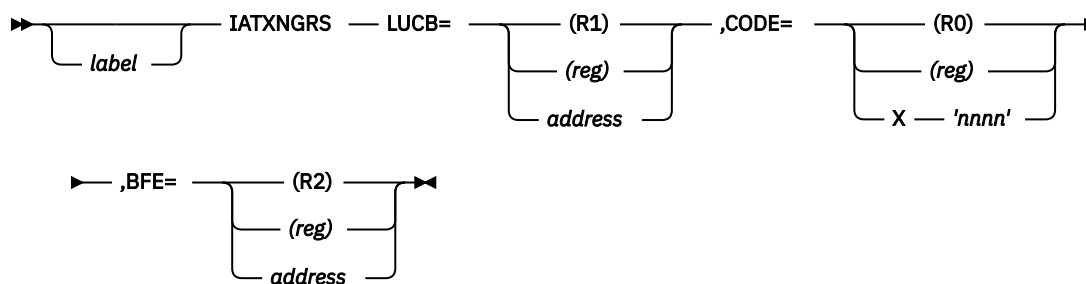 IATXNGRS LUCB= (R1) ,CODE= (R0)
label (reg) (reg)
address X 'nnnn'
,BFE= (R2)
(reg)
address